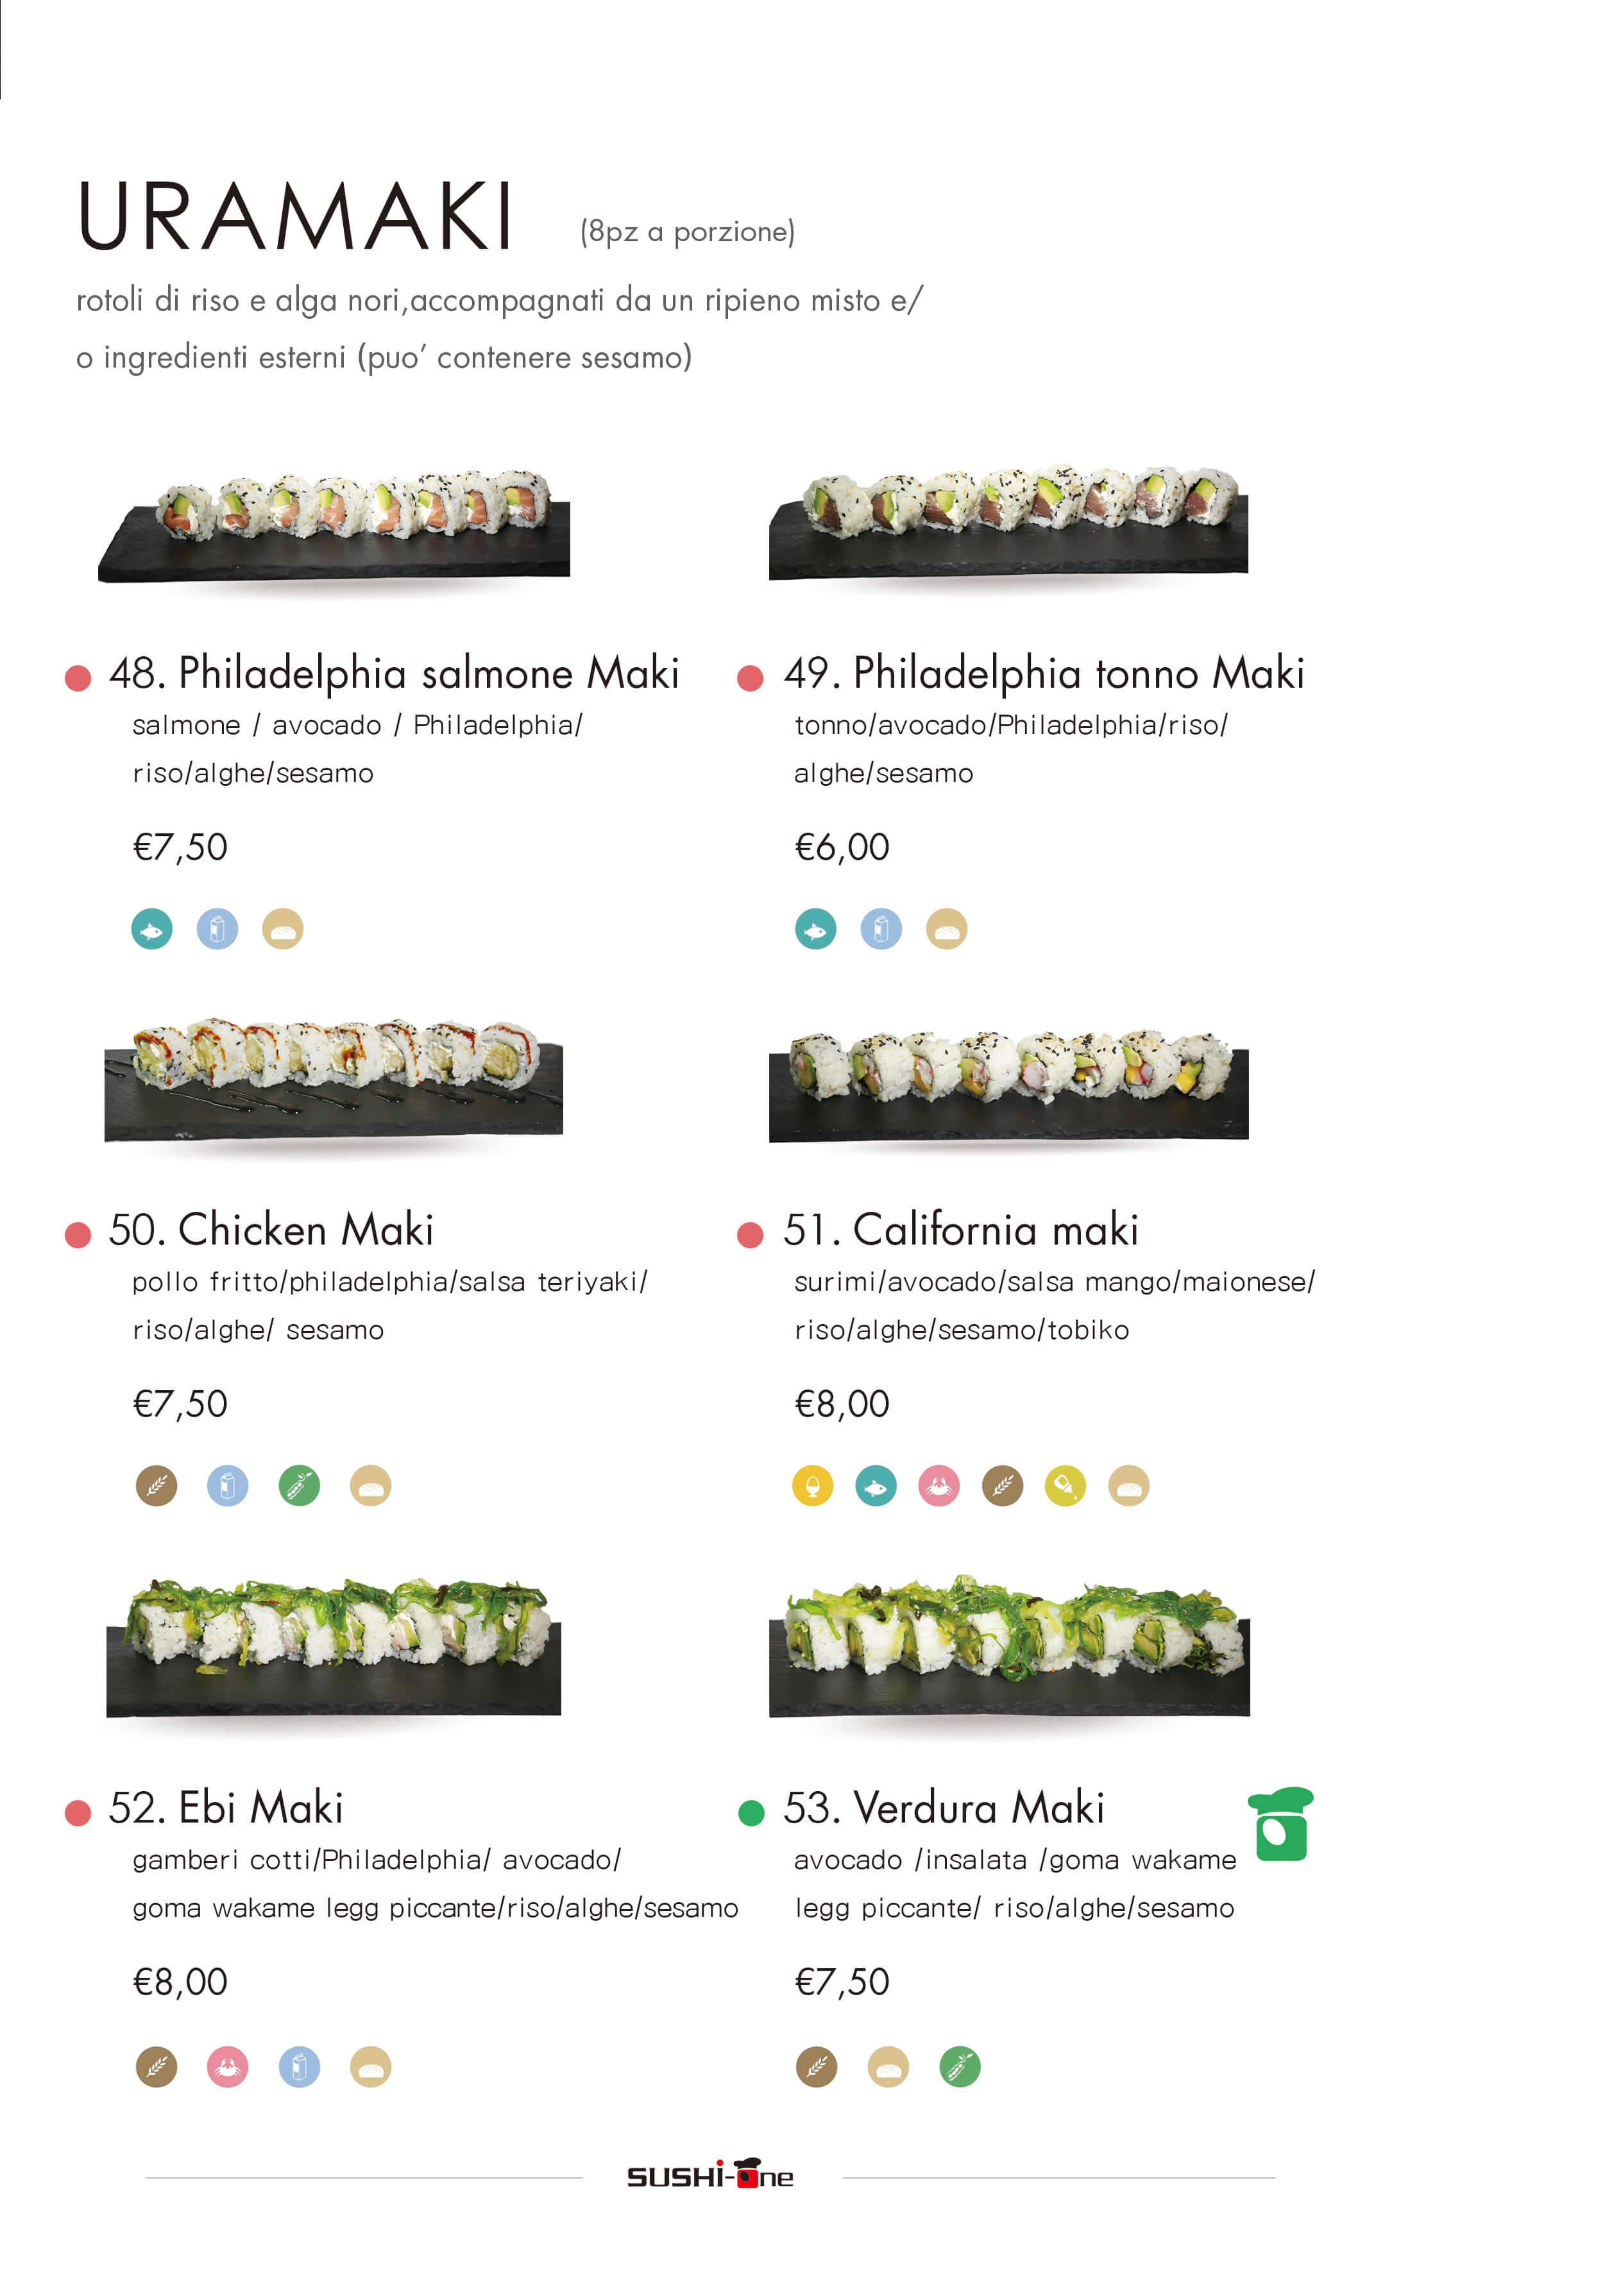 URAMAKI (8pz a porzione)
rotoli di riso e alga nori,accompagnati da un ripieno misto e/
o ingredienti esterni (puo’ contenere sesamo)
48. Philadelphia salmone Maki
salmone / avocado / Philadelphia/
riso/alghe/sesamo
€7,50
49. Philadelphia tonno Maki
tonno/avocado/Philadelphia/riso/
alghe/sesamo
€6,00
50. Chicken Maki
pollo fritto/philadelphia/salsa teriyaki/
riso/alghe/ sesamo
€7,50
51. California maki
surimi/avocado/salsa mango/maionese/
riso/alghe/sesamo/tobiko
€8,00
52. Ebi Maki
gamberi cotti/Philadelphia/ avocado/
goma wakame legg piccante/riso/alghe/sesamo
€8,00
53. Verdura Maki
avocado /insalata /goma wakame
legg piccante/ riso/alghe/sesamo
€7,50
SUSHi-One